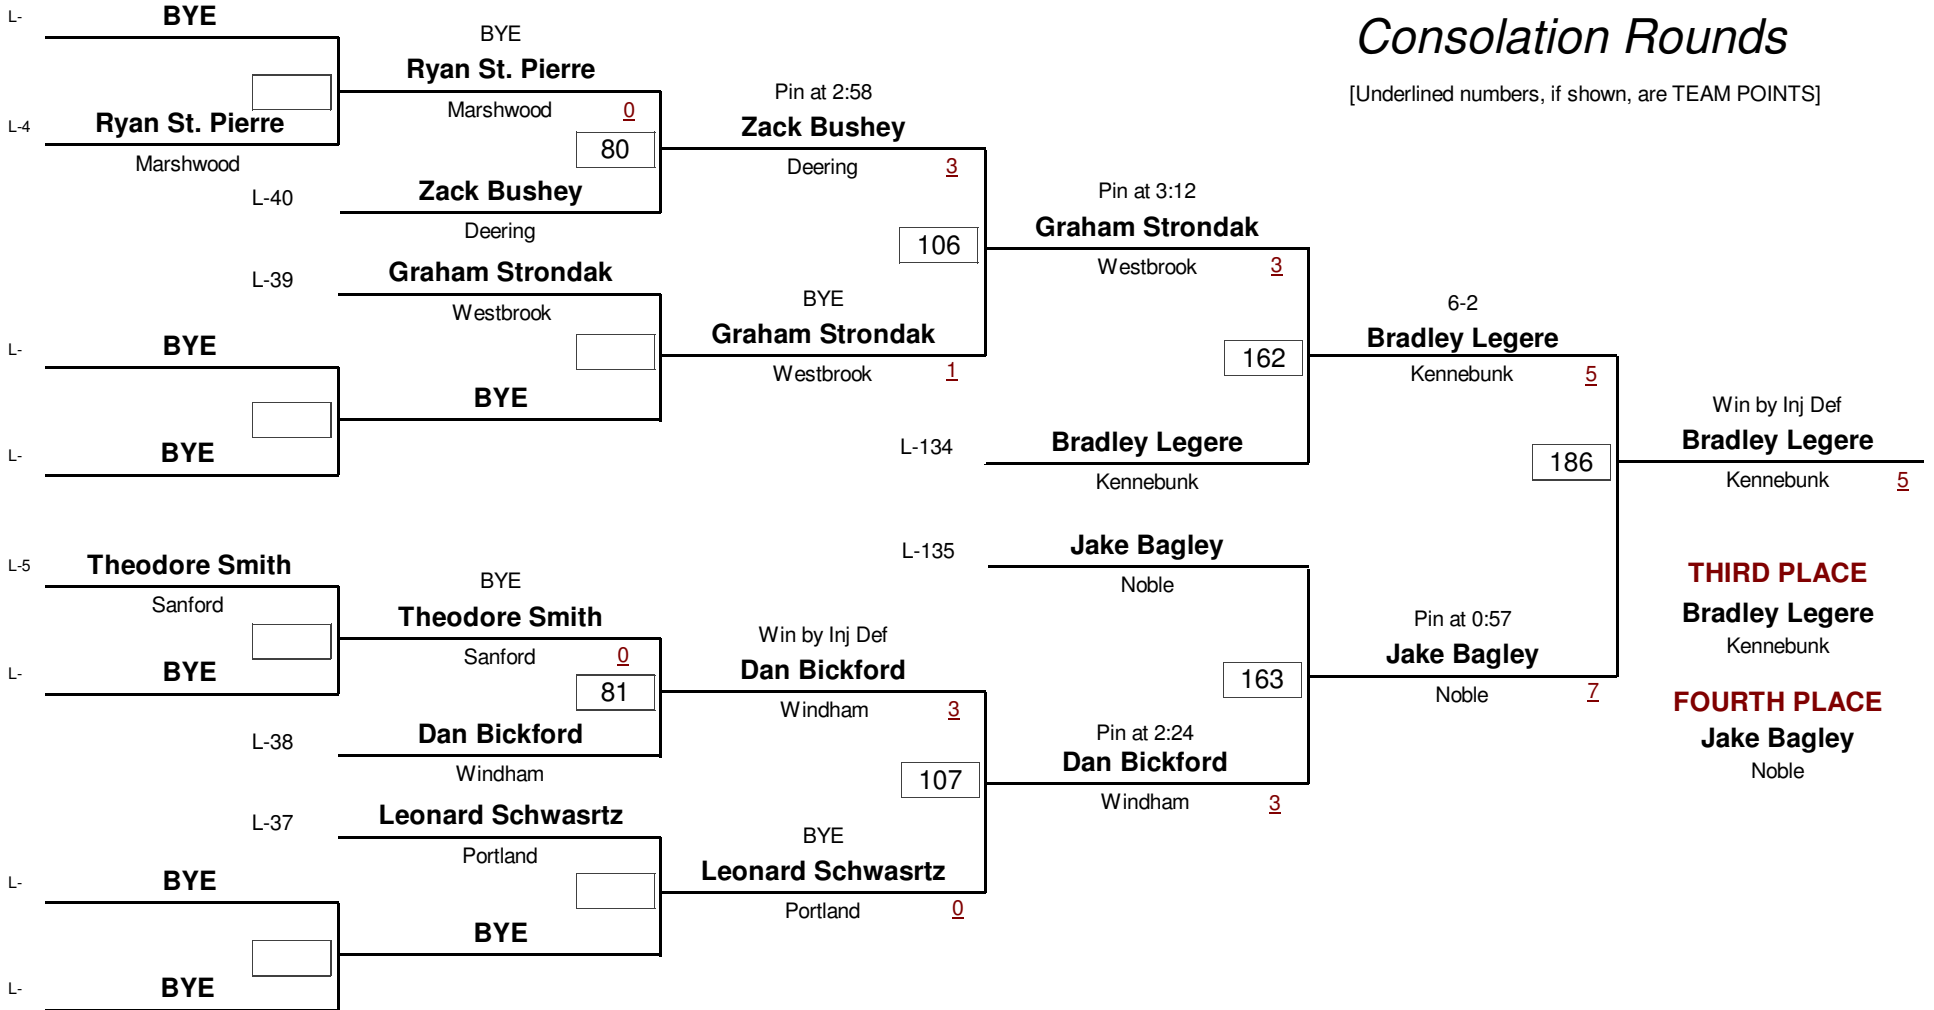 Consolation Rounds
[Underlined numbers, if shown, are TEAM POINTS]
L-
BYE
L-4
Ryan St. Pierre
Marshwood
BYE
Ryan St. Pierre
Marshwood
0
80
L-40
Zack Bushey
Deering
L-39
Graham Strondak
Westbrook
L-
BYE
L-
BYE
BYE
Pin at 2:58
Zack Bushey
Deering
3
106
BYE
Graham Strondak
Westbrook
1
Pin at 3:12
Graham Strondak
Westbrook
3
162
L-134
Bradley Legere
Kennebunk
6-2
Bradley Legere
Kennebunk
5
186
Win by Inj Def
Bradley Legere
Kennebunk
5
L-5
Theodore Smith
Sanford
L-
BYE
BYE
Theodore Smith
Sanford
0
81
L-38
Dan Bickford
Windham
L-37
Leonard Schwasrtz
Portland
L-
BYE
L-
BYE
BYE
Win by Inj Def
Dan Bickford
Windham
3
107
BYE
Leonard Schwasrtz
Portland
0
L-135
Jake Bagley
Noble
163
Pin at 2:24
Dan Bickford
Windham
3
Pin at 0:57
Jake Bagley
Noble
7
THIRD PLACE
Bradley Legere
Kennebunk
FOURTH PLACE
Jake Bagley
Noble